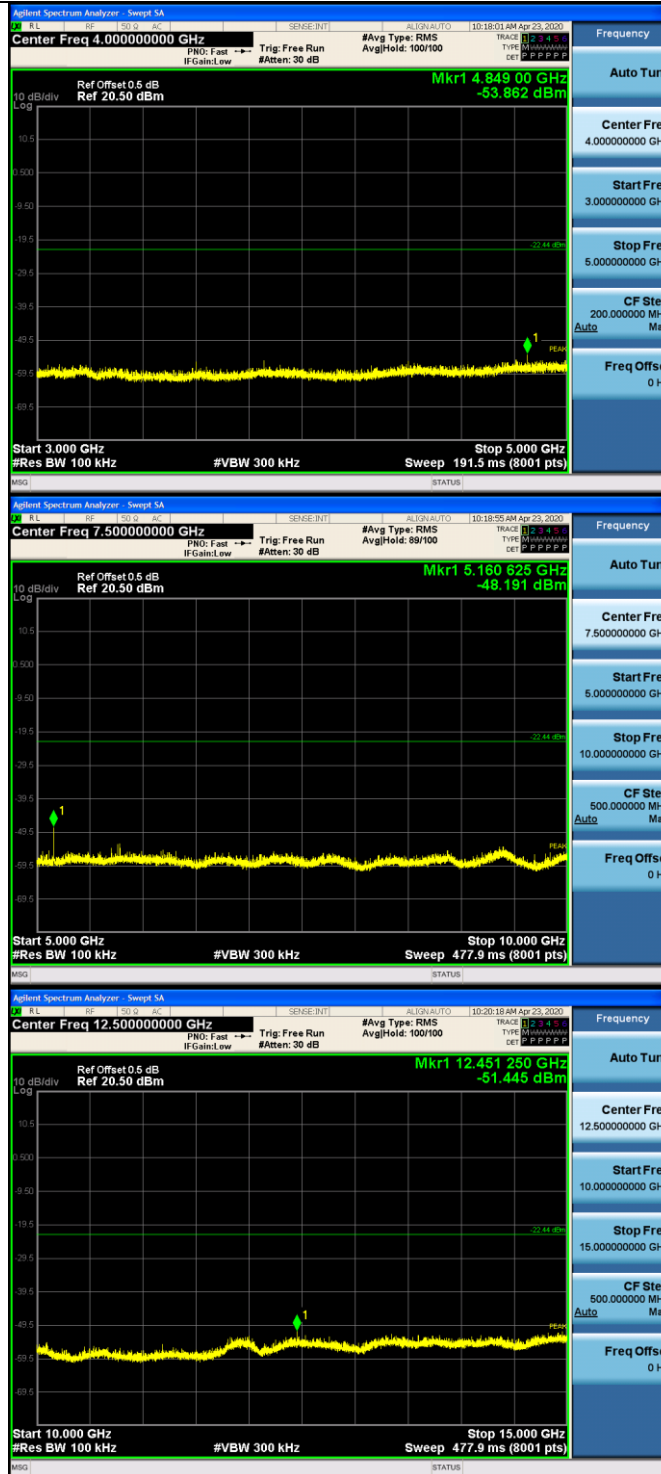 Agilent Spectrum Analyzer - Swept SA
RL RF 50 Ω AC SENSE:INT ALIGNAUTO 10:18:01 AM Apr 23, 2020
Center Freq 4.000000000 GHz #Avg Type: RMS TRACE 1 2 3 4 5 6 Frequency
PNO: Fast Trig: Free Run Avg|Hold: 100/100 TYPE M
IFGain:Low #Atten: 30 dB DET P P P P P P
Auto Tun
Mkr1 4.849 00 GHz
Ref Offset 0.5 dB
10 dB/div Ref 20.50 dBm -53.862 dBm
Log
Center Fre
4.000000000 GH
10.5
0.500
Start Fre
3.000000000 GH
-9.50
-19.5
-22.44 dBm
Stop Fre
5.000000000 GH
-29.5
CF Ste
200.000000 MH
Auto Ma
-39.5
-49.5
1
PEAK
Freq Offs
0 H
-59.5
-69.5
Start 3.000 GHz Stop 5.000 GHz
#Res BW 100 kHz #VBW 300 kHz Sweep 191.5 ms (8001 pts)
MSG STATUS
Agilent Spectrum Analyzer - Swept SA
RL RF 50 Ω AC SENSE:INT ALIGNAUTO 10:18:55 AM Apr 23, 2020
Center Freq 7.500000000 GHz #Avg Type: RMS TRACE 1 2 3 4 5 6 Frequency
PNO: Fast Trig: Free Run Avg|Hold: 89/100 TYPE M
IFGain:Low #Atten: 30 dB DET P P P P P P
Auto Tun
Mkr1 5.160 625 GHz
Ref Offset 0.5 dB
10 dB/div Ref 20.50 dBm -48.191 dBm
Log
Center Fre
7.500000000 GH
10.5
0.500
Start Fre
5.000000000 GH
-9.50
-19.5
-22.44 dBm
Stop Fre
10.000000000 GH
-29.5
CF Ste
500.000000 MH
Auto Ma
-39.5
1
-49.5
PEAK
Freq Offs
0 H
-59.5
-69.5
Start 5.000 GHz Stop 10.000 GHz
#Res BW 100 kHz #VBW 300 kHz Sweep 477.9 ms (8001 pts)
MSG STATUS
Agilent Spectrum Analyzer - Swept SA
RL RF 50 Ω AC SENSE:INT ALIGNAUTO 10:20:18 AM Apr 23, 2020
Center Freq 12.500000000 GHz #Avg Type: RMS TRACE 1 2 3 4 5 6 Frequency
PNO: Fast Trig: Free Run Avg|Hold: 100/100 TYPE M
IFGain:Low #Atten: 30 dB DET P P P P P P
Auto Tun
Mkr1 12.451 250 GHz
Ref Offset 0.5 dB
10 dB/div Ref 20.50 dBm -51.445 dBm
Log
Center Fre
12.500000000 GH
10.5
0.500
Start Fre
10.000000000 GH
-9.50
-19.5
-22.44 dBm
Stop Fre
15.000000000 GH
-29.5
CF Ste
500.000000 MH
Auto Ma
-39.5
1
-49.5
PEAK
Freq Offs
0 H
-59.5
-69.5
Start 10.000 GHz Stop 15.000 GHz
#Res BW 100 kHz #VBW 300 kHz Sweep 477.9 ms (8001 pts)
MSG STATUS